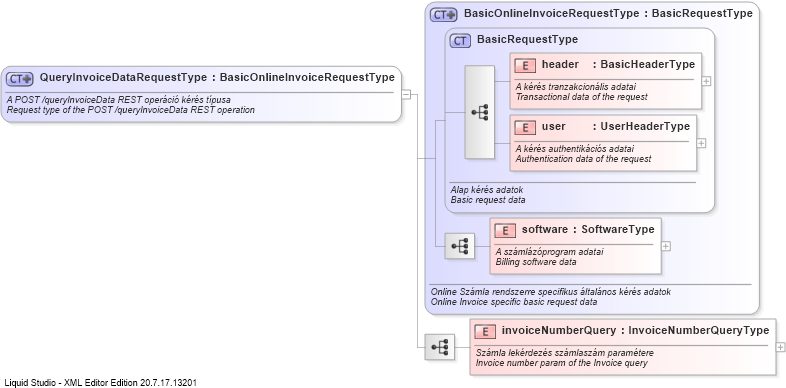 CT+ BasicOnlineInvoiceRequestType : BasicRequestType
CT BasicRequestType
E header : BasicHeaderType
A kérés tranzakcionális adatai
Transactional data of the request
CT+ QueryInvoiceDataRequestType : BasicOnlineInvoiceRequestType
A POST /queryInvoiceData REST operáció kérés típusa
Request type of the POST /queryInvoiceData REST operation
E user : UserHeaderType
A kérés authentikációs adatai
Authentication data of the request
Alap kérés adatok
Basic request data
E software : SoftwareType
A számlázóprogram adatai
Billing software data
Online Számla rendszerre specifikus általános kérés adatok
Online Invoice specific basic request data
E invoiceNumberQuery : InvoiceNumberQueryType
Számla lekérdezés számlaszám paramétere
Invoice number param of the Invoice query
Liquid Studio - XML Editor Edition 20.7.17.13201